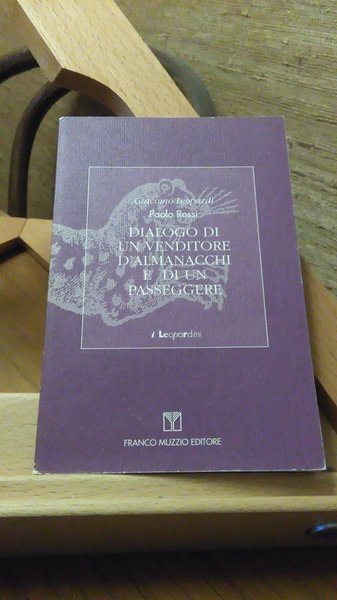 Giacomo Leopardi
Paolo Rossi
DIALOGO DI
UN VENDITORE
D'ALMANACCHI
E DI UN
PASSEGGERE
i Leopardini
FRANCO MUZZIO EDITORE